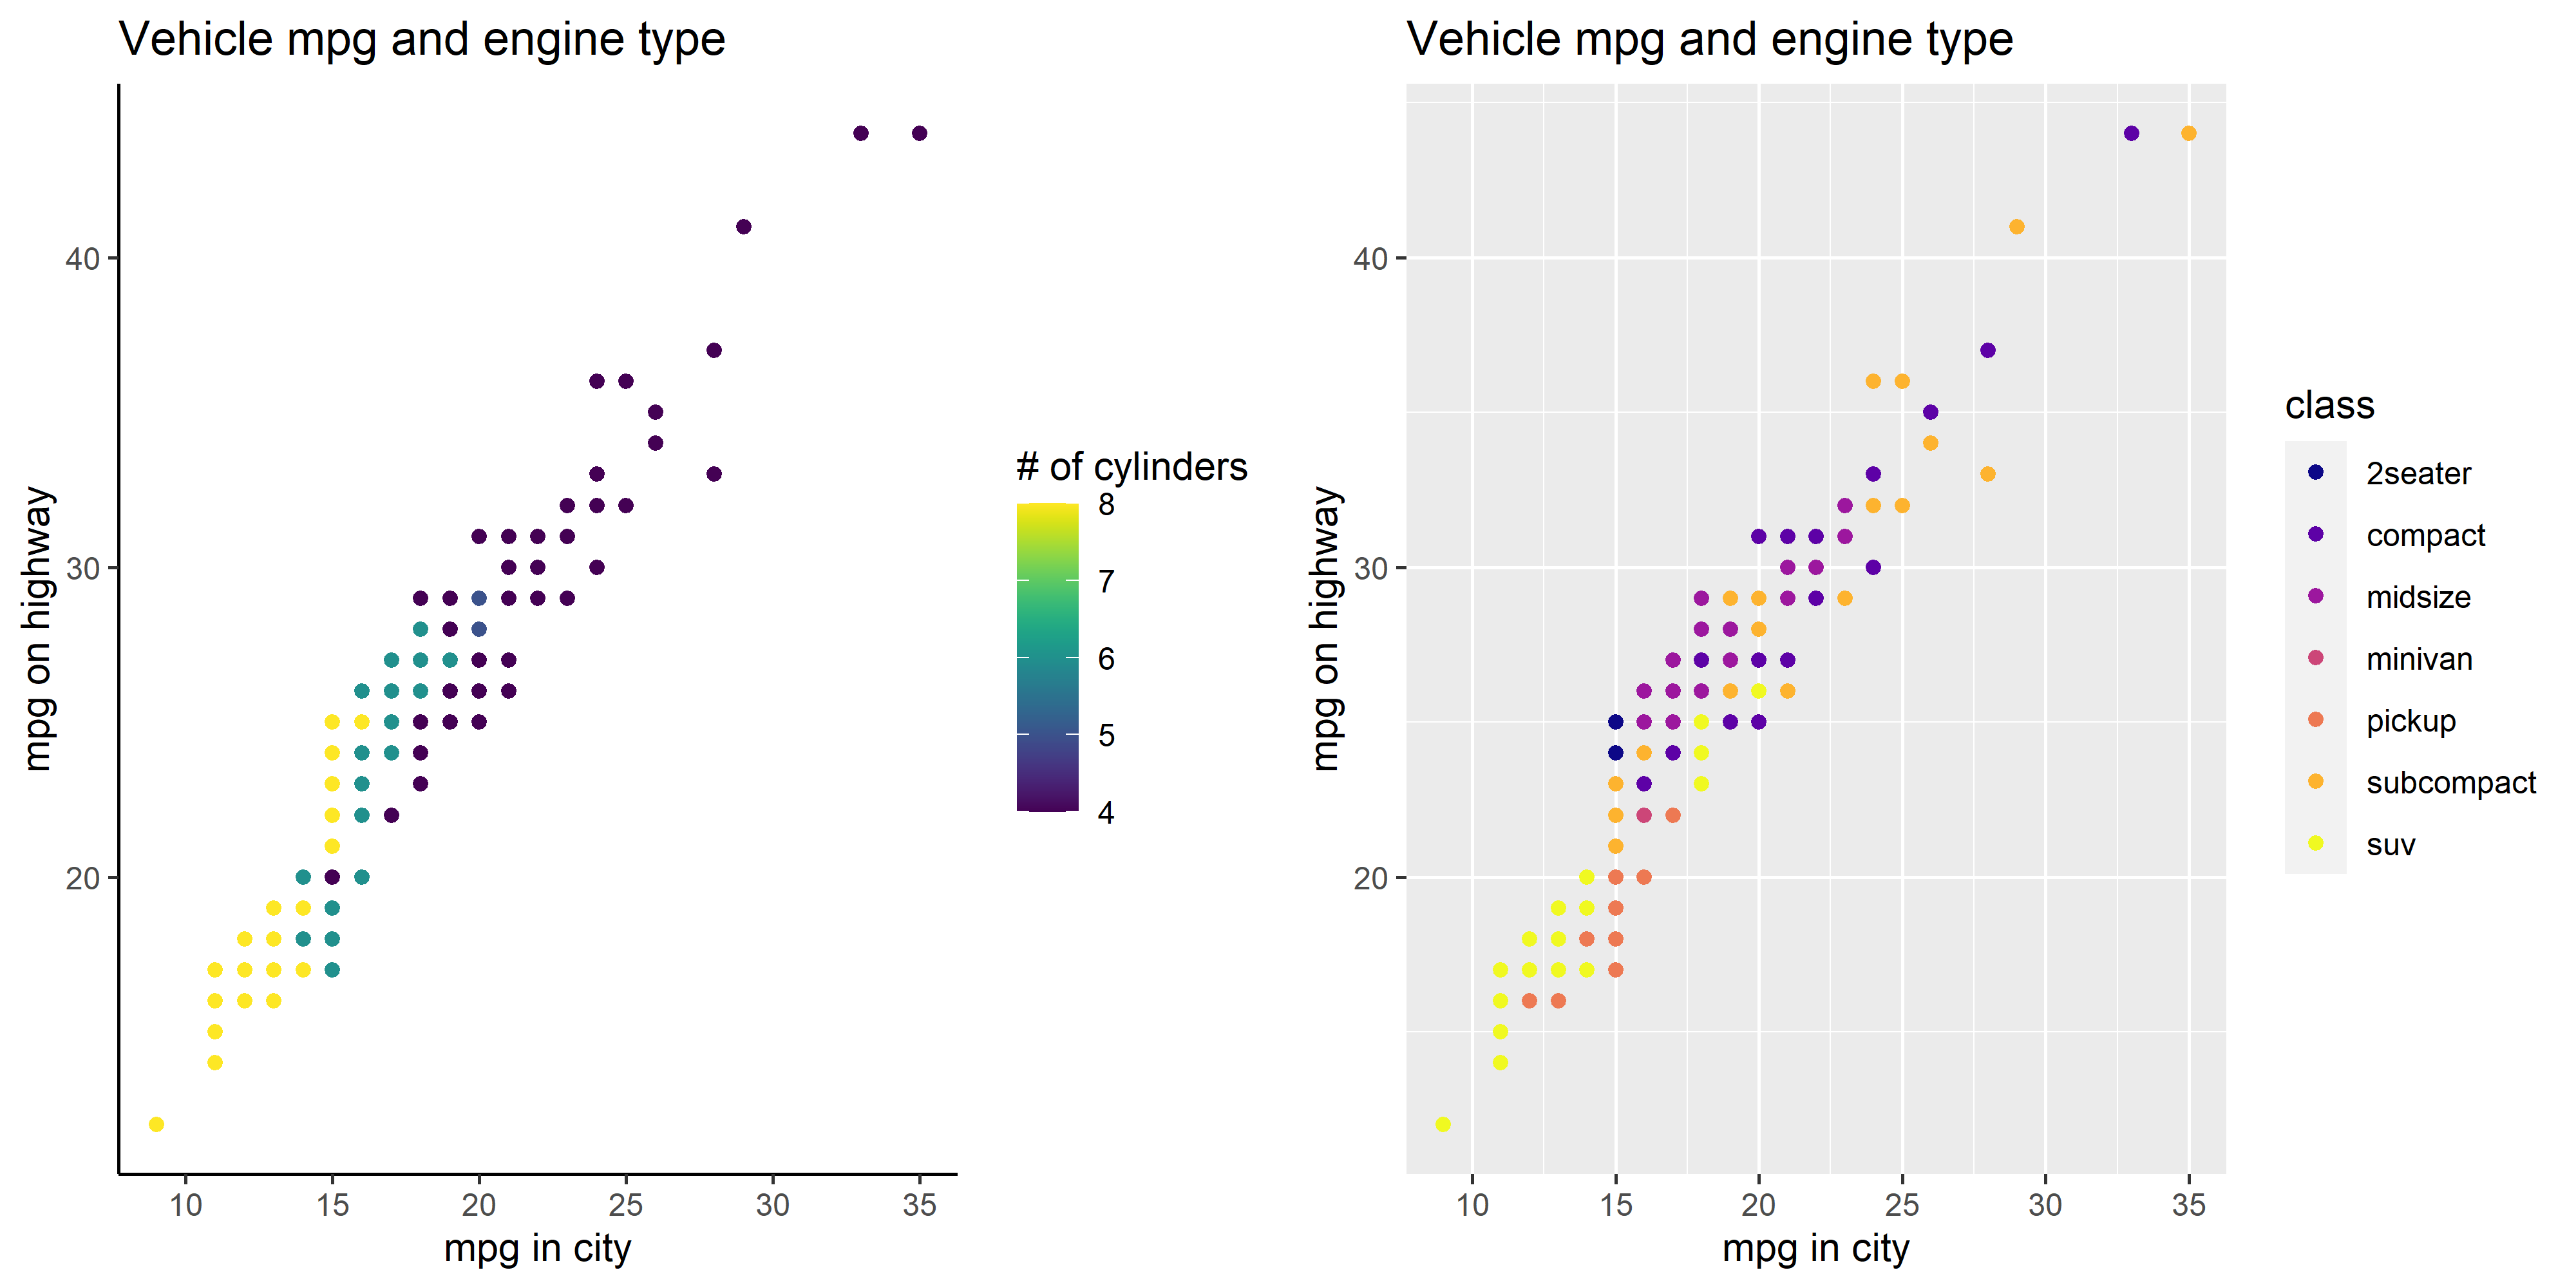 Vehicle mpg and engine type
mpg on highway
40
30
20
10 15 20 25 30 35
mpg in city
# of cylinders
8
7
6
5
4
Vehicle mpg and engine type
mpg on highway
40
30
20
10 15 20 25 30 35
mpg in city
class
2seater
compact
midsize
minivan
pickup
subcompact
suv